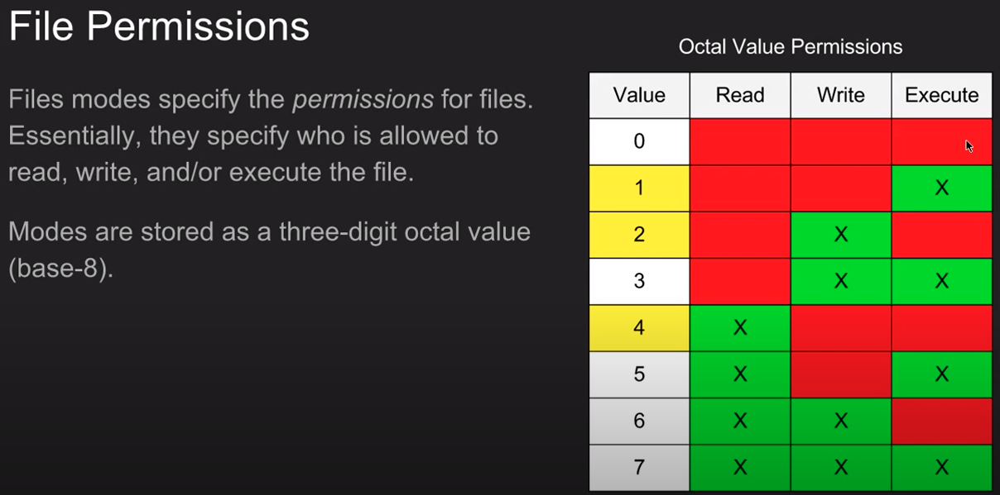 File Permissions
Files modes specify the permissions for files.
Essentially, they specify who is allowed to
read, write, and/or execute the file.
Modes are stored as a three-digit octal value
(base-8).
Octal Value Permissions
Value Read Write Execute
0
1 X
2 X
3 X X
4 X
5 X X
6 X X
7 X X X